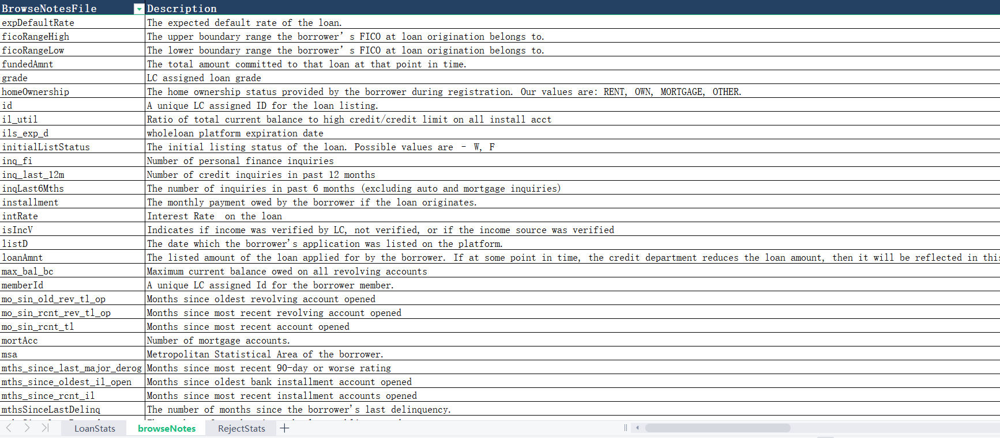 BrowseNotesFile Description
expDefaultRate The expected default rate of the loan.
ficoRangeHigh The upper boundary range the borrower’s FICO at loan origination belongs to.
ficoRangeLow The lower boundary range the borrower’s FICO at loan origination belongs to.
fundedAmnt The total amount committed to that loan at that point in time.
grade LC assigned loan grade
homeOwnership The home ownership status provided by the borrower during registration. Our values are: RENT, OWN, MORTGAGE, OTHER.
id A unique LC assigned ID for the loan listing.
il_util Ratio of total current balance to high credit/credit limit on all install acct
ils_exp_d wholeloan platform expiration date
initialListStatus The initial listing status of the loan. Possible values are – W, F
inq_fi Number of personal finance inquiries
inq_last_12m Number of credit inquiries in past 12 months
inqLast6Mths The number of inquiries in past 6 months (excluding auto and mortgage inquiries)
installment The monthly payment owed by the borrower if the loan originates.
intRate Interest Rate on the loan
isIncV Indicates if income was verified by LC, not verified, or if the income source was verified
listD The date which the borrower's application was listed on the platform.
loanAmnt The listed amount of the loan applied for by the borrower. If at some point in time, the credit department reduces the loan amount, then it will be reflected in this
max_bal_bc Maximum current balance owed on all revolving accounts
memberId A unique LC assigned Id for the borrower member.
mo_sin_old_rev_tl_op Months since oldest revolving account opened
mo_sin_rcnt_rev_tl_op Months since most recent revolving account opened
mo_sin_rcnt_tl Months since most recent account opened
mortAcc Number of mortgage accounts.
msa Metropolitan Statistical Area of the borrower.
mths_since_last_major_derog Months since most recent 90-day or worse rating
mths_since_oldest_il_open Months since oldest bank installment account opened
mths_since_rcnt_il Months since most recent installment accounts opened
mthsSinceLastDelinq The number of months since the borrower's last delinquency.
LoanStats browseNotes RejectStats